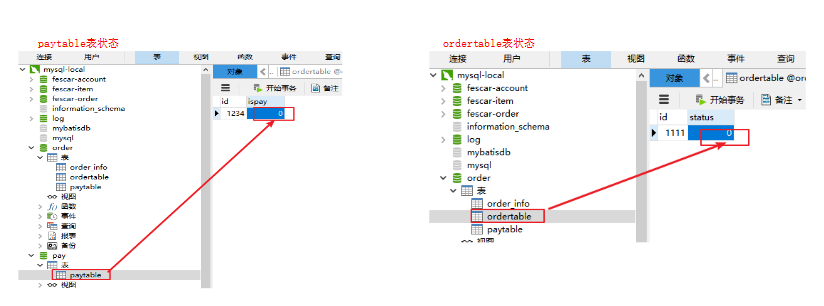 paytable表状态
连接 用户 表 视图 函数 事件 查询
mysql-local
fescar-account
fescar-item
fescar-order
information_schema
log
mybatisdb
mysql
order
表
order_info
ordertable
paytable
视图
函数
事件
查询
报表
备份
pay
表
paytable
视图
对象 ordertable @
开始事务 备注
id ispay
1234 0
ordertable表状态
连接 用户 表 视图 函数 事件 查询
mysql-local
fescar-account
fescar-item
fescar-order
information_schema
log
mybatisdb
mysql
order
表
order_info
ordertable
paytable
对象 ordertable @or
开始事务 备注
id status
1111 0